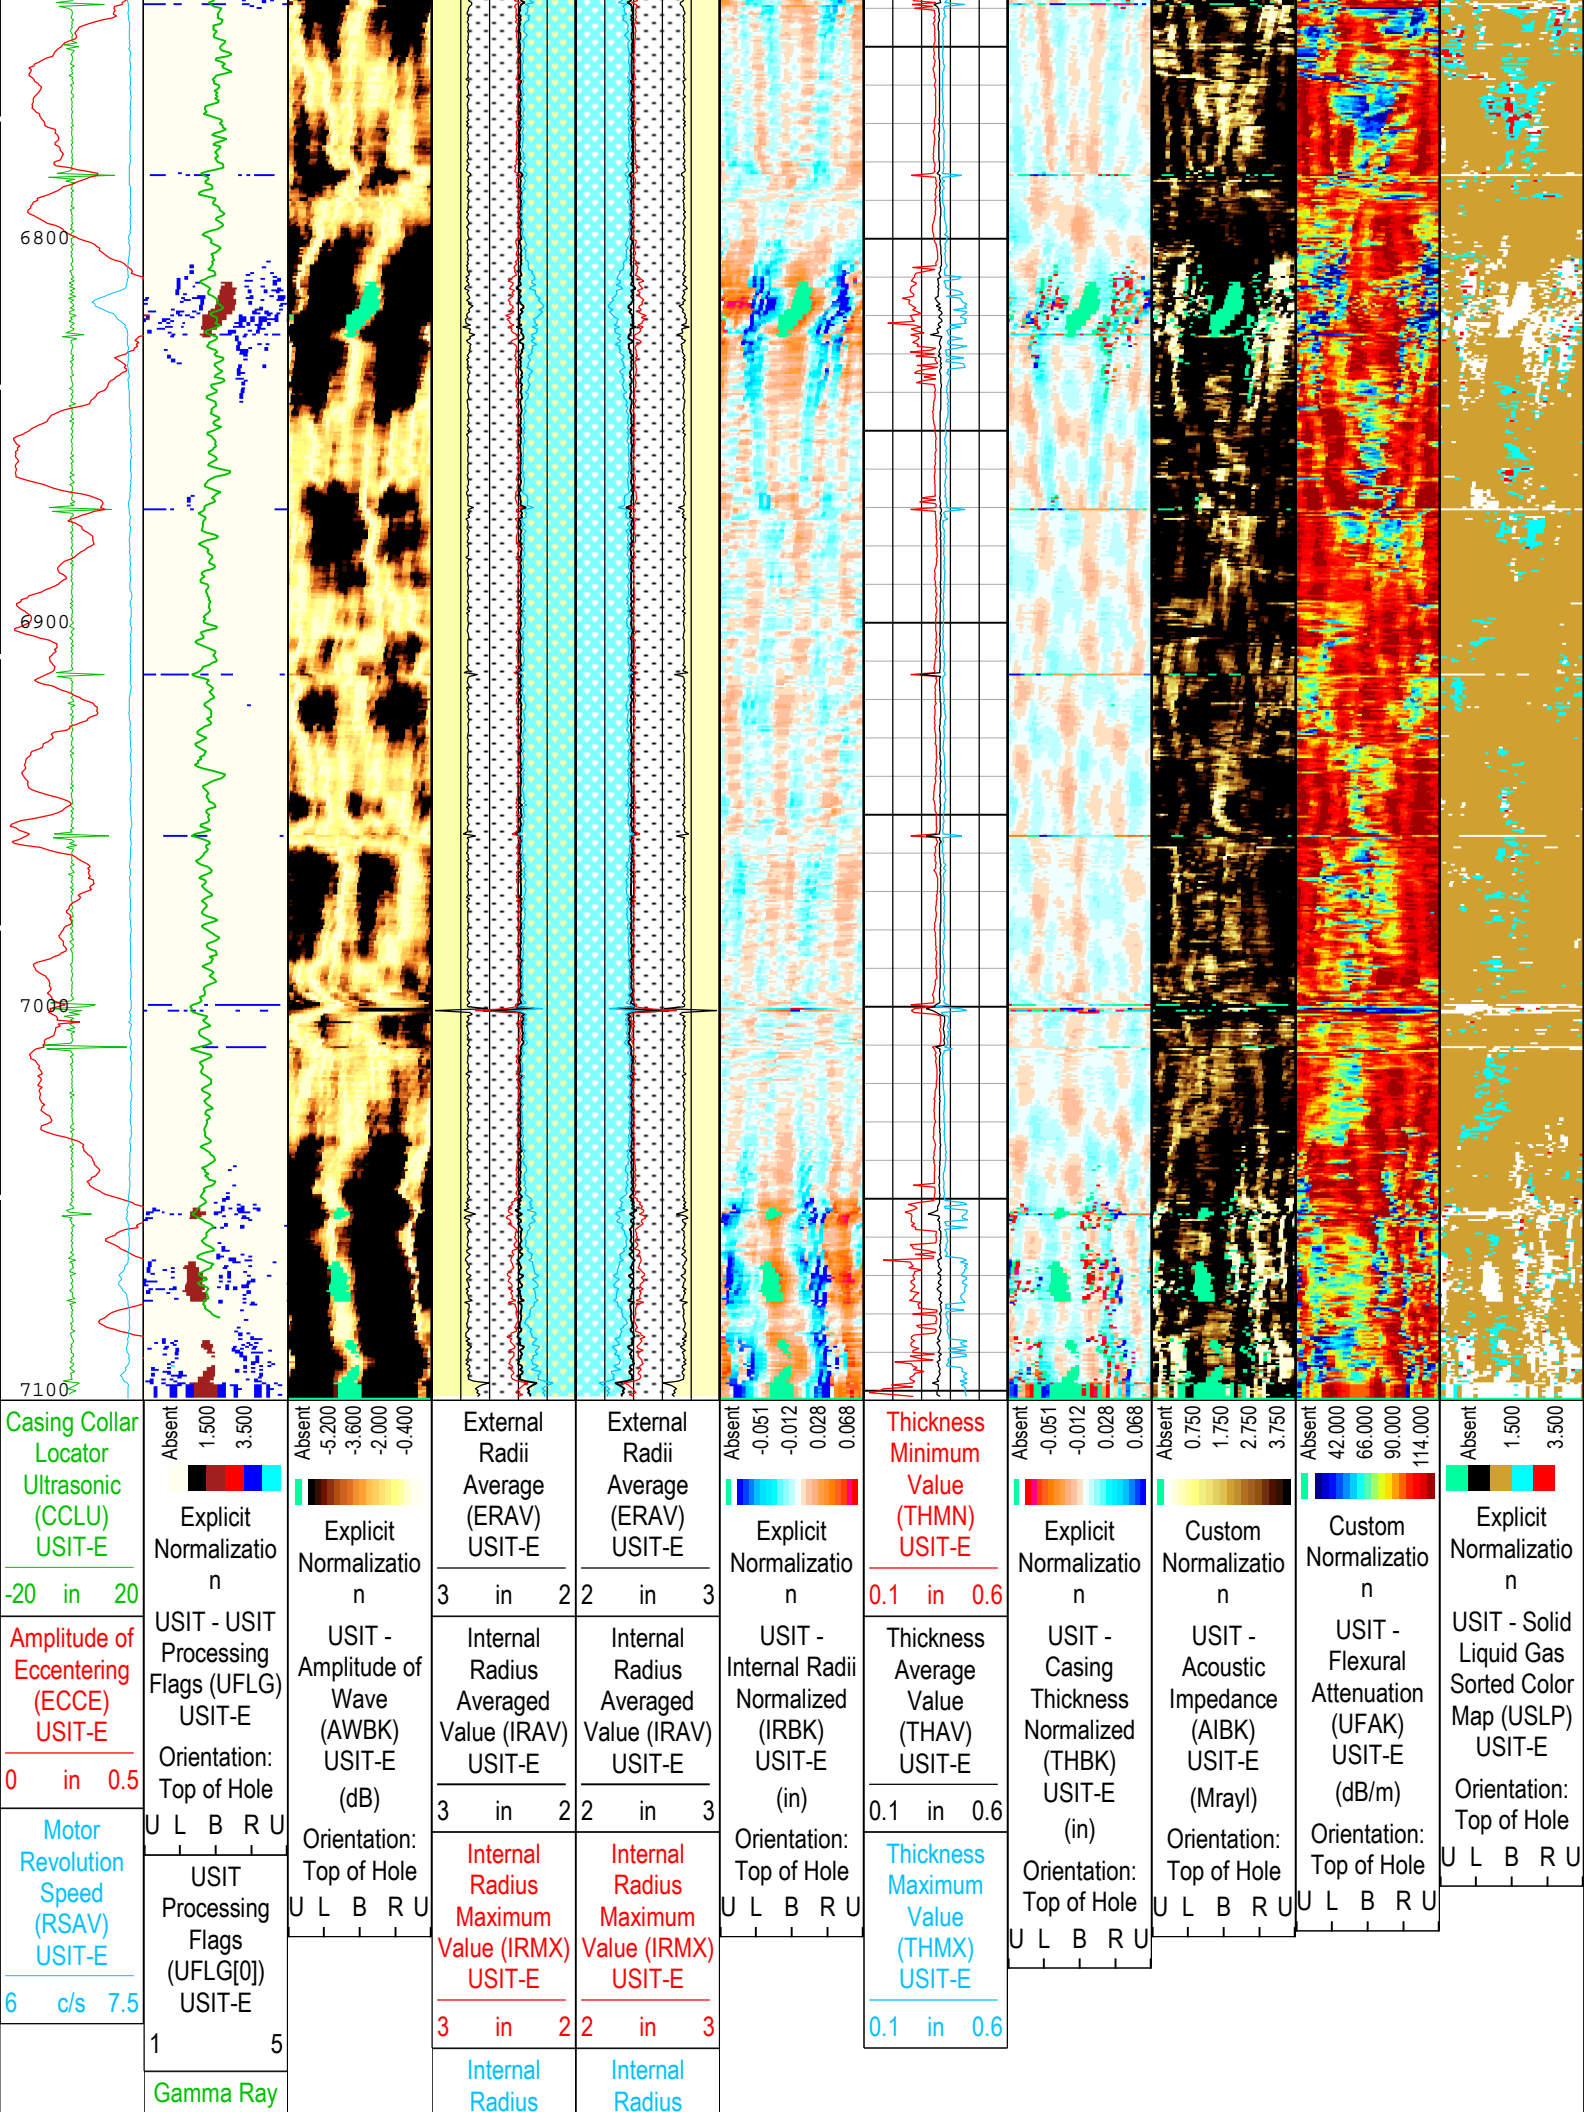 6800
6900
7000
7100
Casing Collar
Locator
Ultrasonic
(CCLU)
USIT-E
-20 in 20
Amplitude of
Eccentering
(ECCE)
USIT-E
0 in 0.5
Motor
Revolution
Speed
(RSAV)
USIT-E
6 c/s 7.5
Absent
1.500
3.500
Explicit
Normalizatio
n
USIT - USIT
Processing
Flags (UFLG)
USIT-E
Orientation:
Top of Hole
U L B R U
USIT
Processing
Flags
(UFLG[0])
USIT-E
1 5
Gamma Ray
Absent
-5.200
-3.600
-2.000
-0.400
Explicit
Normalizatio
n
USIT -
Amplitude of
Wave
(AWBK)
USIT-E
(dB)
Orientation:
Top of Hole
U L B R U
External
Radii
Average
(ERAV)
USIT-E
3 in 2
Internal
Radius
Averaged
Value (IRAV)
USIT-E
3 in 2
Internal
Radius
Maximum
Value (IRMX)
USIT-E
3 in 2
Internal
Radius
External
Radii
Average
(ERAV)
USIT-E
2 in 3
Internal
Radius
Averaged
Value (IRAV)
USIT-E
2 in 3
Internal
Radius
Maximum
Value (IRMX)
USIT-E
2 in 3
Internal
Radius
Absent
-0.051
-0.012
0.028
0.068
Explicit
Normalizatio
n
USIT -
Internal Radii
Normalized
(IRBK)
USIT-E
(in)
Orientation:
Top of Hole
U L B R U
Thickness
Minimum
Value
(THMN)
USIT-E
0.1 in 0.6
Thickness
Average
Value
(THAV)
USIT-E
0.1 in 0.6
Thickness
Maximum
Value
(THMX)
USIT-E
0.1 in 0.6
Absent
-0.051
-0.012
0.028
0.068
Explicit
Normalizatio
n
USIT -
Casing
Thickness
Normalized
(THBK)
USIT-E
(in)
Orientation:
Top of Hole
U L B R U
Absent
0.750
1.750
2.750
3.750
Custom
Normalizatio
n
USIT -
Acoustic
Impedance
(AIBK)
USIT-E
(Mrayl)
Orientation:
Top of Hole
U L B R U
Absent
42.000
66.000
90.000
114.000
Custom
Normalizatio
n
USIT -
Flexural
Attenuation
(UFAK)
USIT-E
(dB/m)
Orientation:
Top of Hole
U L B R U
Absent
1.500
3.500
Explicit
Normalizatio
n
USIT - Solid
Liquid Gas
Sorted Color
Map (USLP)
USIT-E
Orientation:
Top of Hole
U L B R U